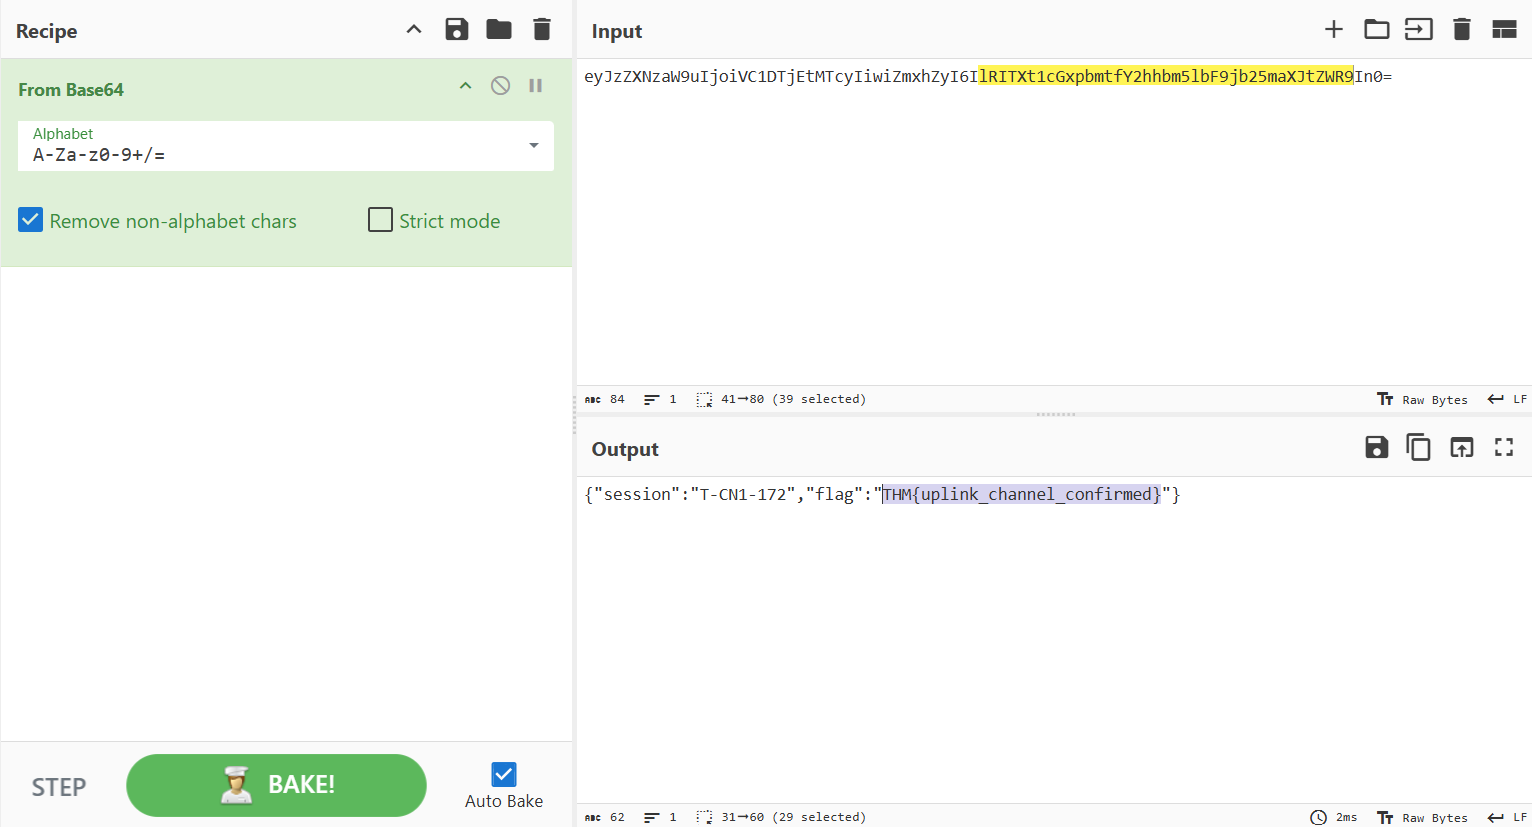 Recipe
From Base64
Alphabet
A-Za-z0-9+/=
Remove non-alphabet chars
Strict mode
STEP
BAKE!
Auto Bake
Input
eyJzZXNzaW9uIjoiVC1DTjEtMTcyIiwiZmxhZyI6IlRITXt1cGxpbmtfY2hhbm5lbF9jb25maXJtZWR9In0=
ABC 84 1 41→80 (39 selected) Tт Raw Bytes LF
Output
{"session":"T-CN1-172","flag":"THM{uplink_channel_confirmed}"}
ABC 62 1 31→60 (29 selected) 2ms Tт Raw Bytes LF